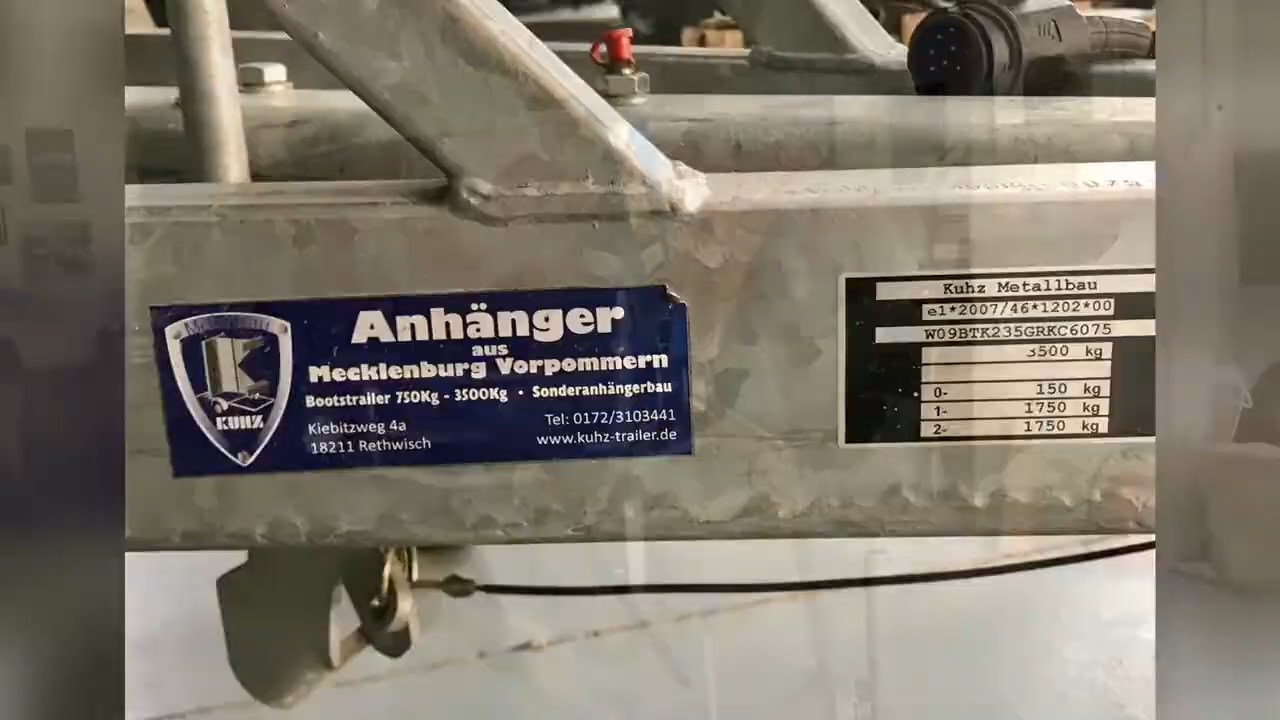 Anhänger
aus
Mecklenburg Vorpommern
Bootstrailer 750Kg - 3500Kg • Sonderanhängerbau
Kiebitzweg 4a
18211 Rethwisch
Tel: 0172/3103441
www.kuhz-trailer.de
KUHZ
Kuhz Metallbau
e1*2007/46*1202*00
W09BTK235GRKC6075
3500 kg
0- 150 kg
1- 1750 kg
2- 1750 kg